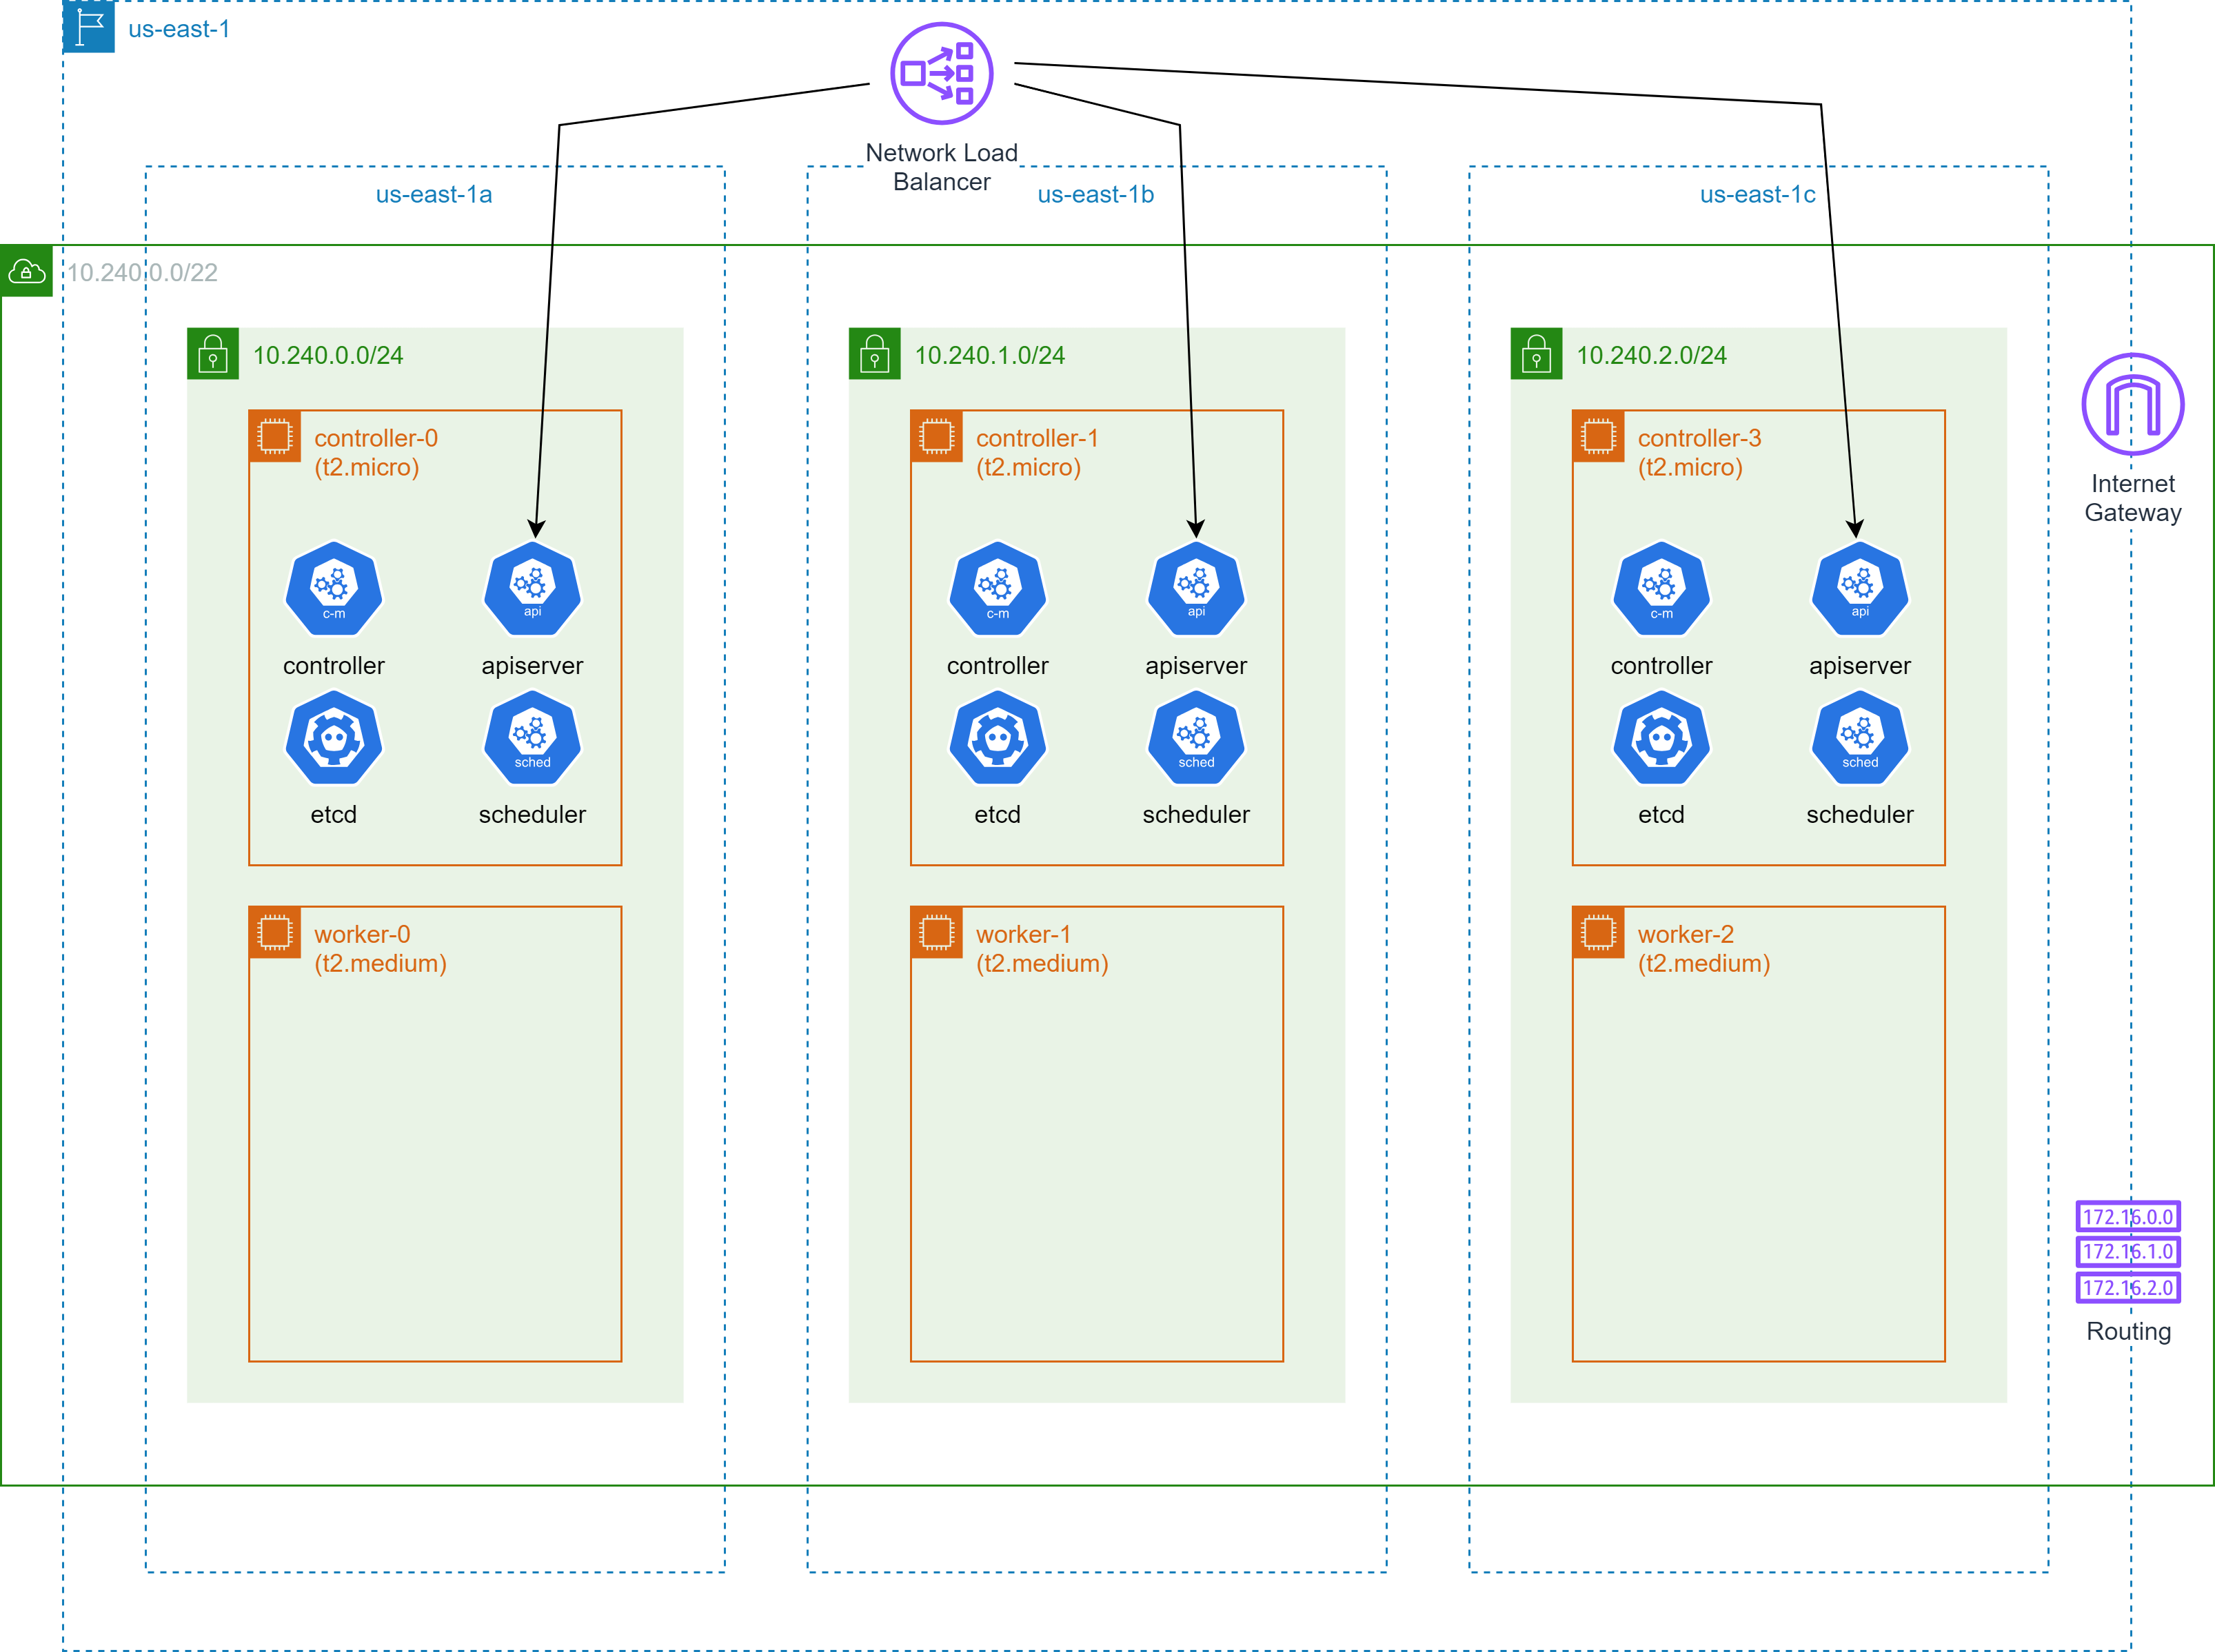 us-east-1
Network Load
Balancer
us-east-1a
us-east-1b
us-east-1c
10.240.0.0/22
10.240.0.0/24
10.240.1.0/24
10.240.2.0/24
controller-0
(t2.micro)
controller-1
(t2.micro)
controller-3
(t2.micro)
Internet
Gateway
c-m
api
c-m
api
c-m
api
controller
apiserver
controller
apiserver
controller
apiserver
sched
sched
sched
etcd
scheduler
etcd
scheduler
etcd
scheduler
worker-0
(t2.medium)
worker-1
(t2.medium)
worker-2
(t2.medium)
172.16.0.0
172.16.1.0
172.16.2.0
Routing